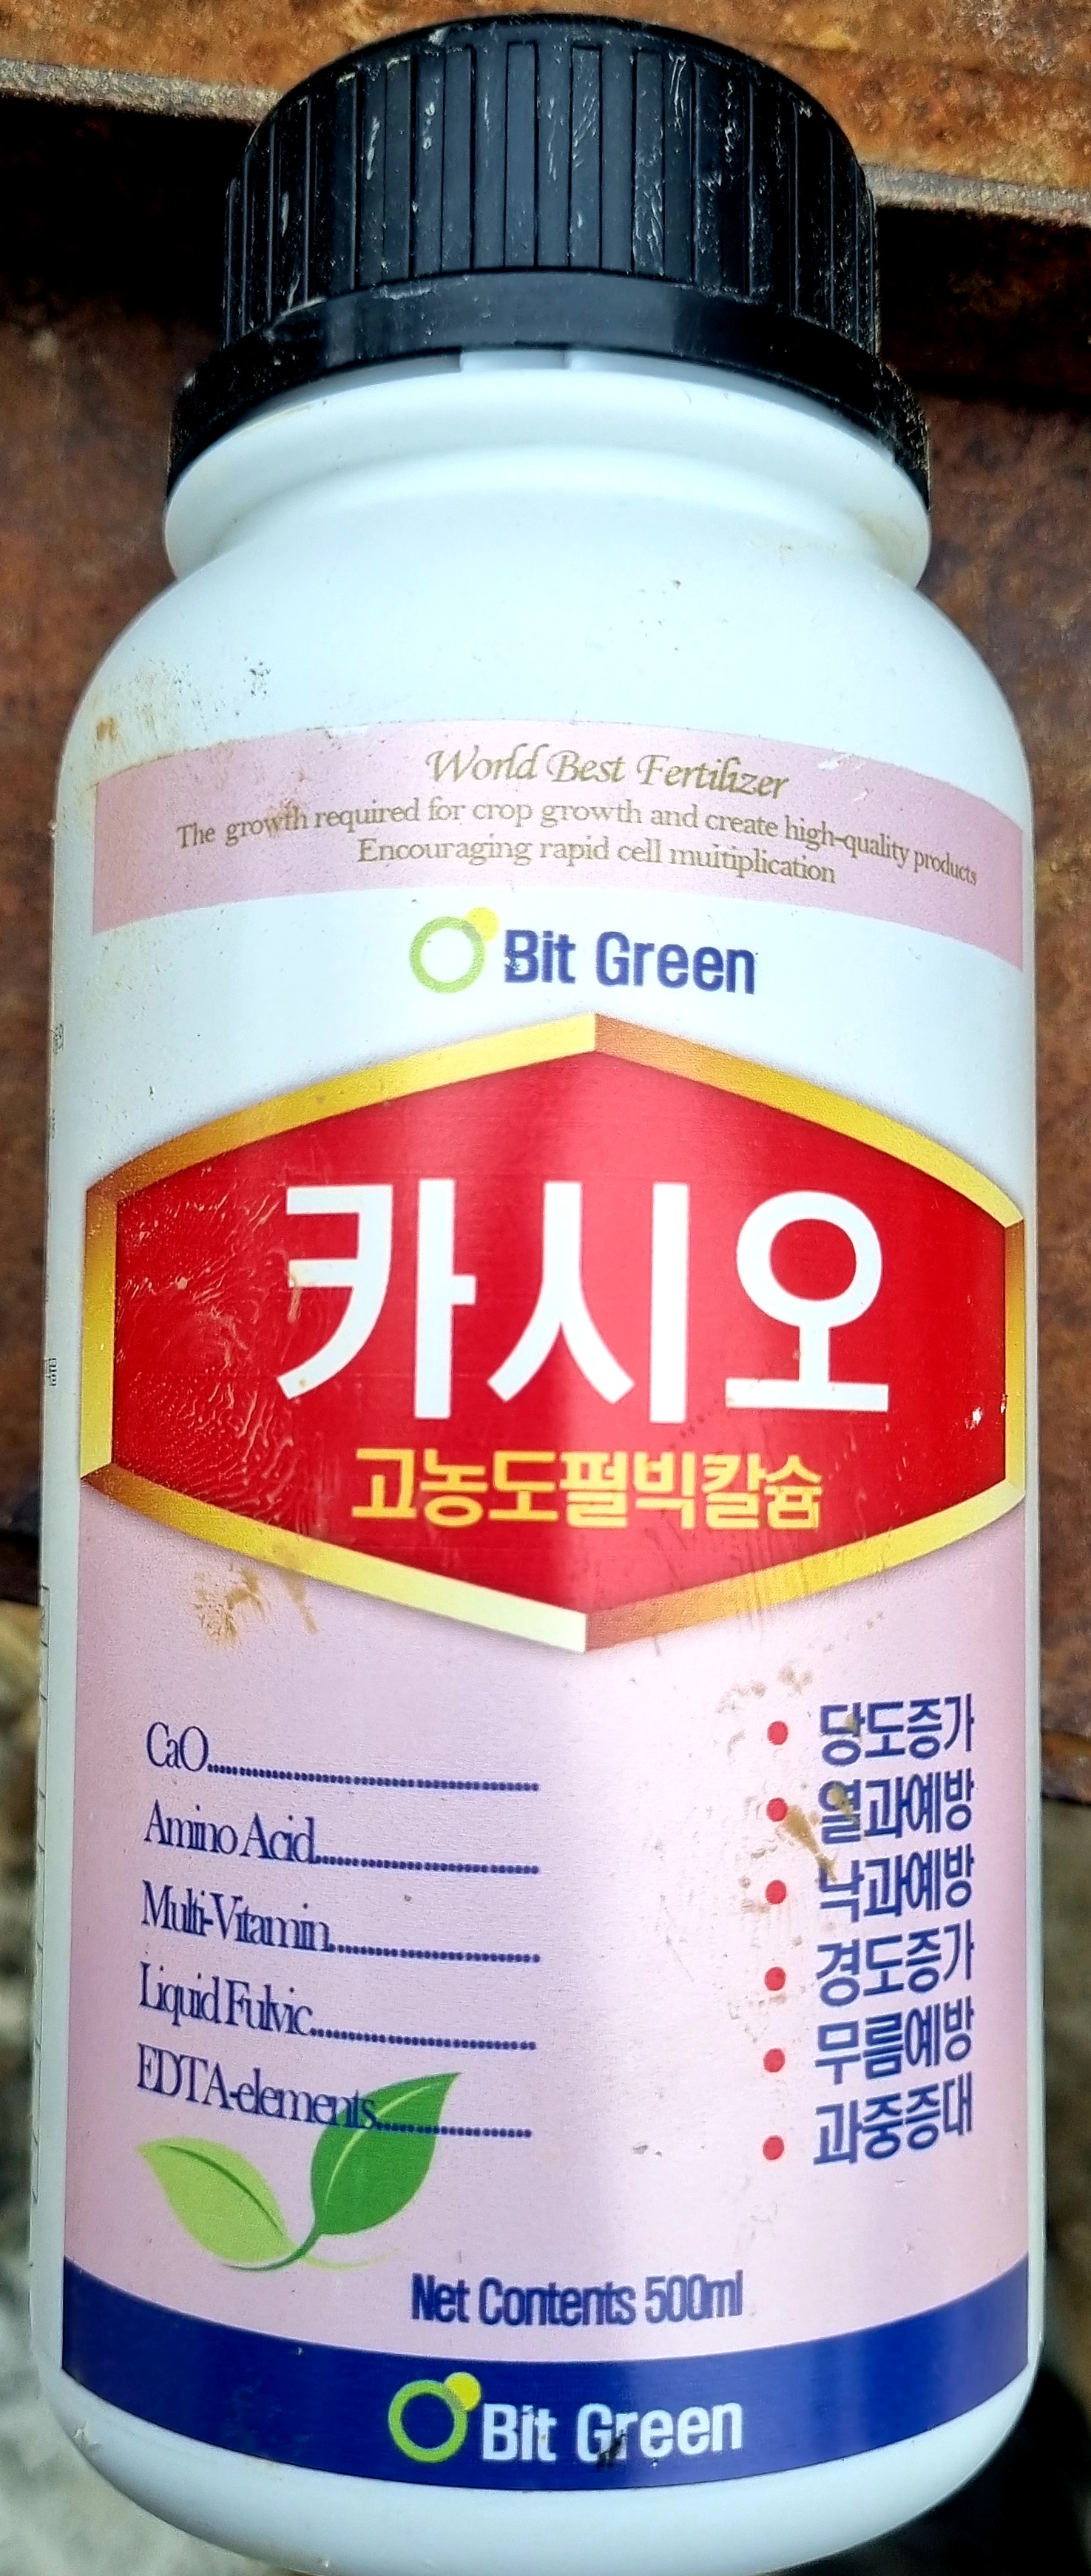 World Best Fertilizer
The growth required for crop growth and create high-quality products
Encouraging rapid cell multiplication
Bit Green
카시오
고농도펄빅칼슘
CaO
Amino Acid
Multi-Vitamin
Liquid Fulvic
EDTA-elements
당도증가
열과예방
낙과예방
경도증가
무름예방
과중증대
Net Contents 500ml
Bit Green